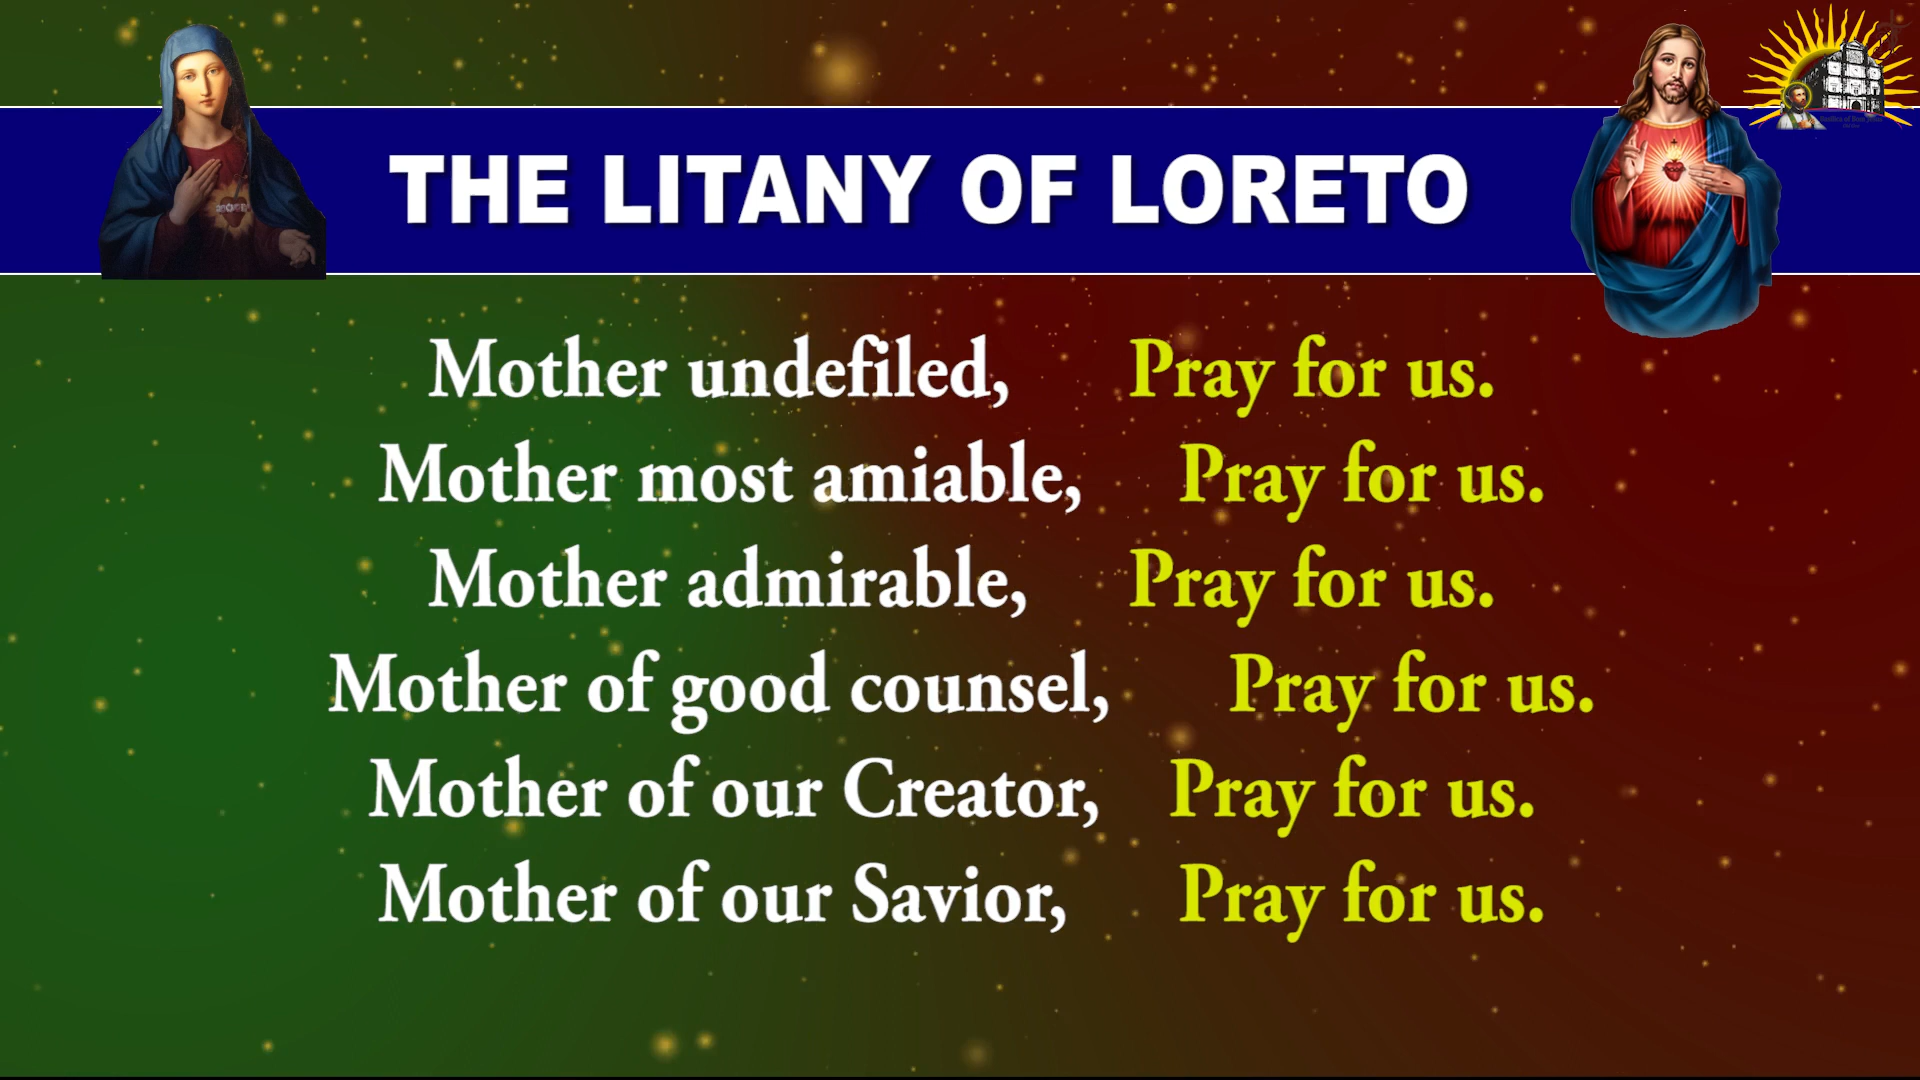 THE LITANY OF LORETO
Mother undefiled, Pray for us.
Mother most amiable, Pray for us.
Mother admirable, Pray for us.
Mother of good counsel, Pray for us.
Mother of our Creator, Pray for us.
Mother of our Savior, Pray for us.